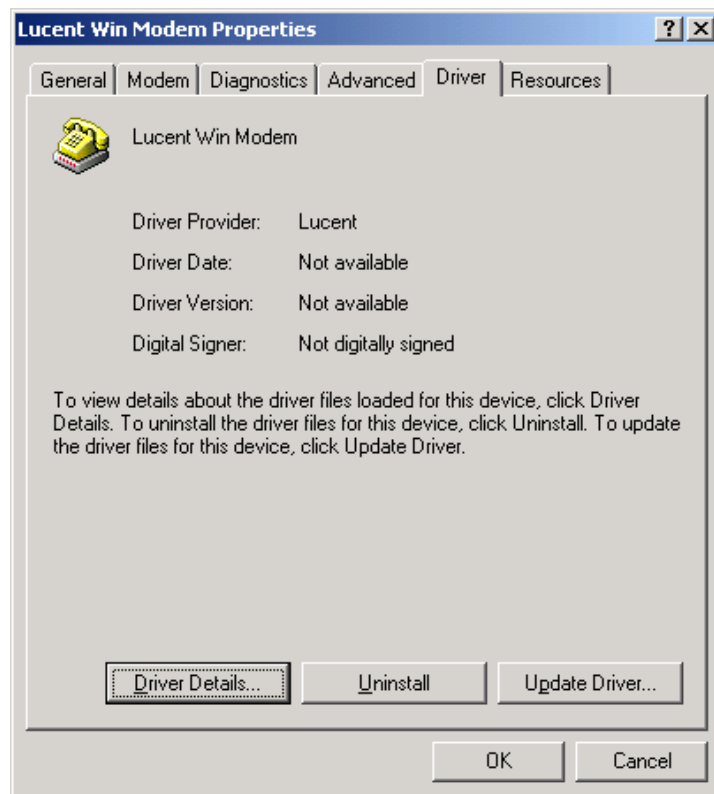 Lucent Win Modem Properties
General Modem Diagnostics Advanced Driver Resources
Lucent Win Modem
Driver Provider: Lucent
Driver Date: Not available
Driver Version: Not available
Digital Signer: Not digitally signed
To view details about the driver files loaded for this device, click Driver
Details. To uninstall the driver files for this device, click Uninstall. To update
the driver files for this device, click Update Driver.
Driver Details... Uninstall Update Driver...
OK Cancel